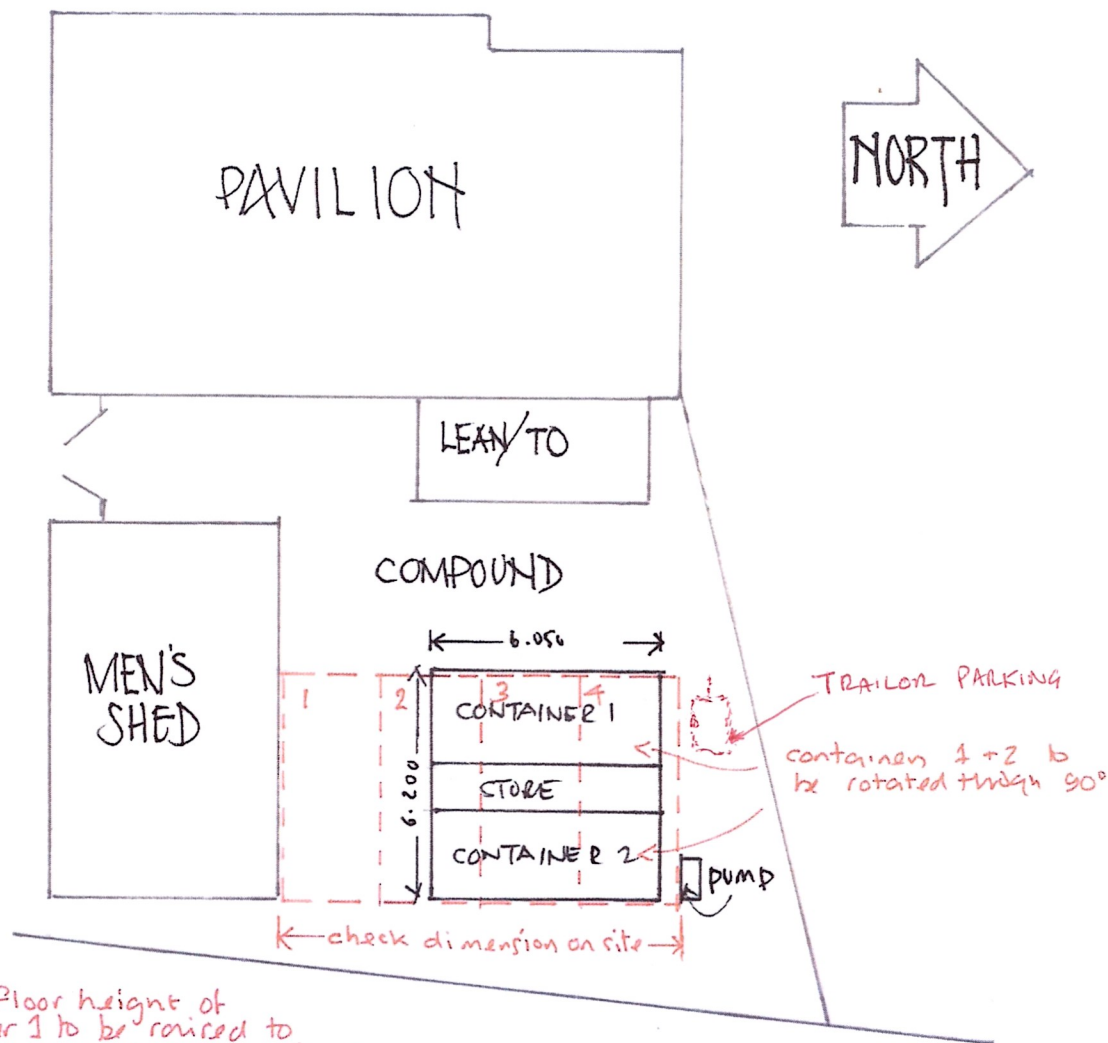 PAVILION
NORTH
LEAN/TO
COMPOUND
MEN'S
SHED
6.050
6.200
1
2
3
4
CONTAINER 1
STORE
CONTAINER 2
TRAILOR PARKING
containers 1 + 2 to
be rotated through 90°
pump
check dimension on site
Floor height of
1 to be raised to